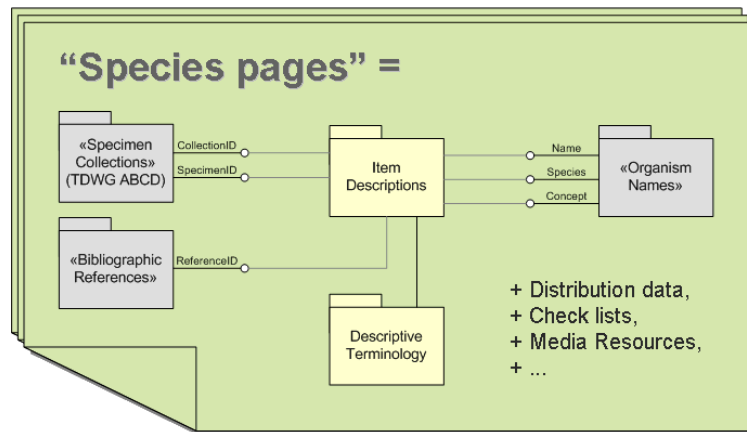 “Species pages” =
«Specimen
Collections»
(TDWG ABCD)
CollectionID
SpecimenID
Item
Descriptions
Name
Species
Concept
«Organism
Names»
«Bibliographic
References»
ReferenceID
Descriptive
Terminology
+ Distribution data,
+ Check lists,
+ Media Resources,
+ ...